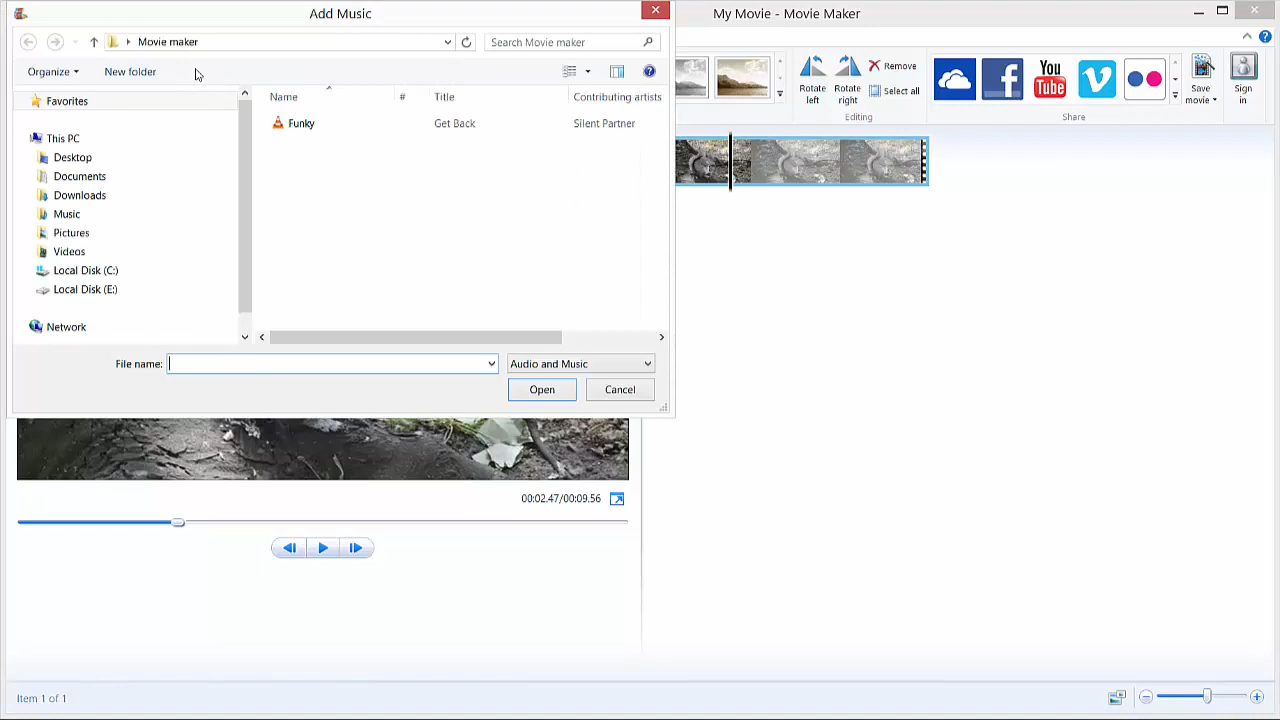 Add Music
My Movie - Movie Maker
Movie maker
Search Movie maker
Organize
New folder
Favorites
This PC
Desktop
Documents
Downloads
Music
Pictures
Videos
Local Disk (C:)
Local Disk (E:)
Network
Name # Title Contributing artists
Funky Get Back Silent Partner
File name:
Audio and Music
Open Cancel
Rotate left
Rotate right
Remove
Select all
Editing
You Tube
Share
Save movie
Sign in
00:02.47/00:09.56
Item 1 of 1